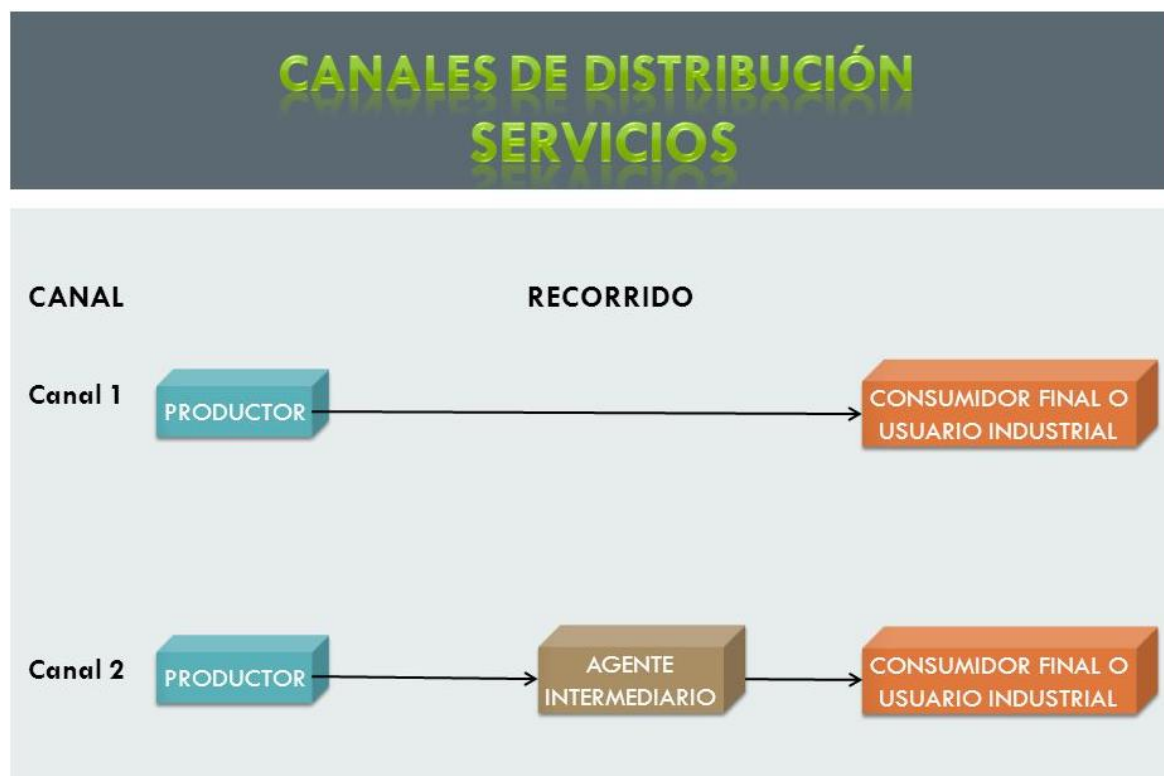 CANALES DE DISTRIBUCIÓN
SERVICIOS
CANAL
RECORRIDO
Canal 1
PRODUCTOR
CONSUMIDOR FINAL O
USUARIO INDUSTRIAL
Canal 2
PRODUCTOR
AGENTE
INTERMEDIARIO
CONSUMIDOR FINAL O
USUARIO INDUSTRIAL